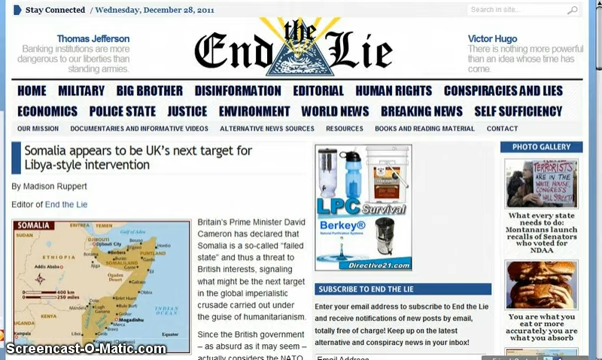 Stay Connected / Wednesday, December 28, 2011
Search in site...
Thomas Jefferson
Banking institutions are more
dangerous to our liberties than
standing armies.
the
End Lie
Victor Hugo
There is nothing more powerful
than an idea whose time has
come.
HOME MILITARY BIG BROTHER DISINFORMATION EDITORIAL HUMAN RIGHTS CONSPIRACIES AND LIES
ECONOMICS POLICE STATE JUSTICE ENVIRONMENT WORLD NEWS BREAKING NEWS SELF SUFFICIENCY
OUR MISSION DOCUMENTARIES AND INFORMATIVE VIDEOS ALTERNATIVE NEWS SOURCES RESOURCES BOOKS AND READING MATERIAL CONTACT
Somalia appears to be UK's next target for
Libya-style intervention
By Madison Ruppert
Editor of End the Lie
SOMALIA
ETHIOPIA
Mogadishu
Britain's Prime Minister David
Cameron has declared that
Somalia is a so-called "failed
state" and thus a threat to
British interests, signaling
what might be the next target
in the global imperialistic
crusade carried out under
the guise of humanitarianism.
Since the British government
– as absurd as it may seem –
actually considers the NATO
LPC Survival
Berkey
Directive21.com
SUBSCRIBE TO END THE LIE
Enter your email address to subscribe to End the Lie
and receive notifications of new posts by email,
totally free of charge! Keep up on the latest
alternative and conspiracy news in your inbox!
Email Address
PHOTO GALLERY
TERRORISTS
ARE IN THE
WHITE HOUSE
What every state
needs to do:
Montanans launch
recalls of Senators
who voted for
NDAA
You are what you
eat or more
accurately you are
what you absorb
Screencast-O-Matic.com